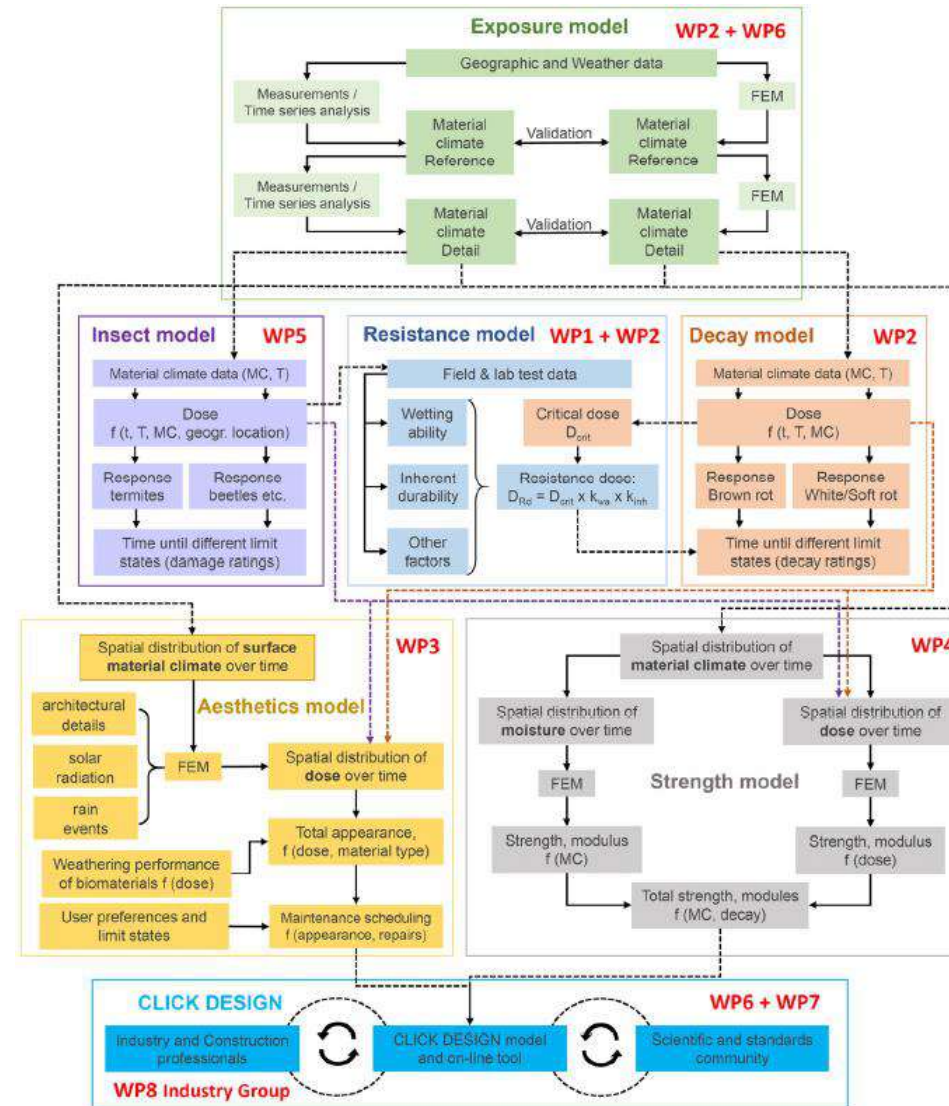 Exposure model
WP2 + WP6
Geographic and Weather data
Measurements /
Time series analysis
FEM
Material
climate
Reference
Validation
Material
climate
Reference
Measurements /
Time series analysis
FEM
Material
climate
Detail
Validation
Material
climate
Detail
Insect model
WP5
Material climate data (MC, T)
Dose
f (t, T, MC, geogr. location)
Response
termites
Response
beetles etc.
Time until different limit
states (damage ratings)
Resistance model
WP1 + WP2
Field & lab test data
Wetting
ability
Inherent
durability
Other
factors
Critical dose
Dcrit
Resistance dose:
DRd = Dcrit x kwa x kinh
Decay model
WP2
Material climate data (MC, T)
Dose
f (t, T, MC)
Response
Brown rot
Response
White/Soft rot
Time until different limit
states (decay ratings)
WP3
Spatial distribution of surface
material climate over time
Aesthetics model
architectural
details
solar
radiation
rain
events
FEM
Spatial distribution of
dose over time
Total appearance,
f (dose, material type)
Weathering performance
of biomaterials f (dose)
User preferences and
limit states
Maintenance scheduling
f (appearance, repairs)
WP4
Spatial distribution of
material climate over time
Spatial distribution of
moisture over time
Spatial distribution of
dose over time
FEM
Strength model
FEM
Strength, modulus
f (MC)
Strength, modulus
f (dose)
Total strength, modules
f (MC, decay)
CLICK DESIGN
WP6 + WP7
Industry and Construction
professionals
CLICK DESIGN model
and on-line tool
Scientific and standards
community
WP8 Industry Group